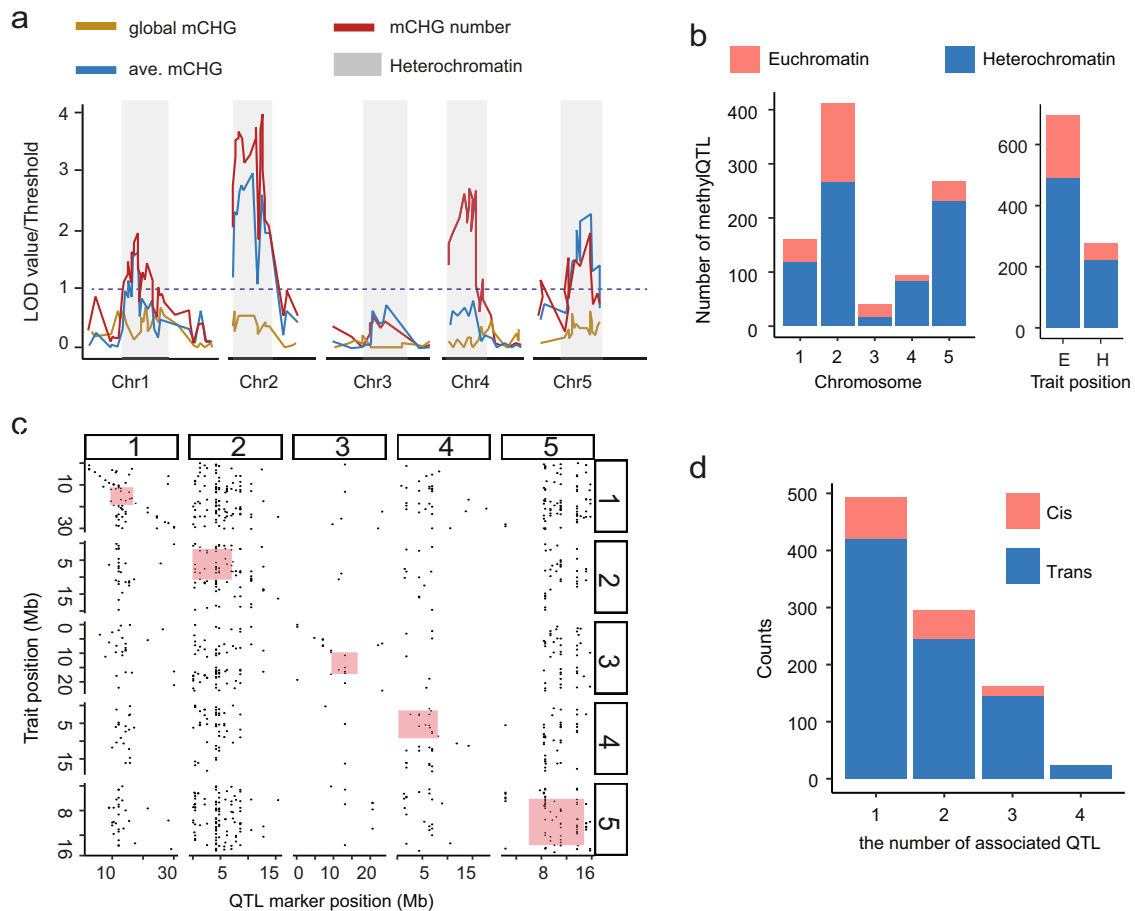 a
global mCHG
mCHG number
ave. mCHG
Heterochromatin
LOD value/Threshold
4
3
2
1
0
Chr1 Chr2 Chr3 Chr4 Chr5
b
Euchromatin
Heterochromatin
Number of methylQTL
400
300
200
100
0
1 2 3 4 5
Chromosome
600
400
200
0
E H
Trait position
c
1 2 3 4 5
Trait position (Mb)
10
30
1
5
15
2
0
10
20
3
5
15
4
8
16
5
10 30 5 15 0 10 20 5 15 8 16
QTL marker position (Mb)
d
Cis
Trans
Counts
500
400
300
200
100
0
1 2 3 4
the number of associated QTL